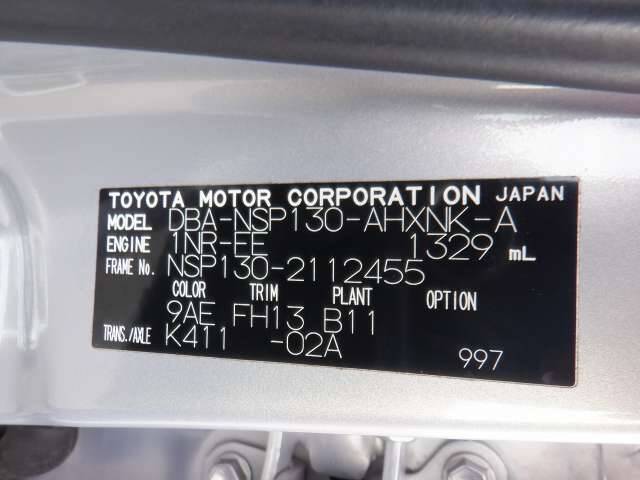 TOYOTA MOTOR CORPORATION JAPAN
MODEL DBA-NSP130-AHXNK-A
ENGINE 1NR-EE 1329 mL
FRAME No. NSP130-2112455
COLOR TRIM PLANT OPTION
9AE FH13 B11
TRANS./AXLE K411 -02A
997